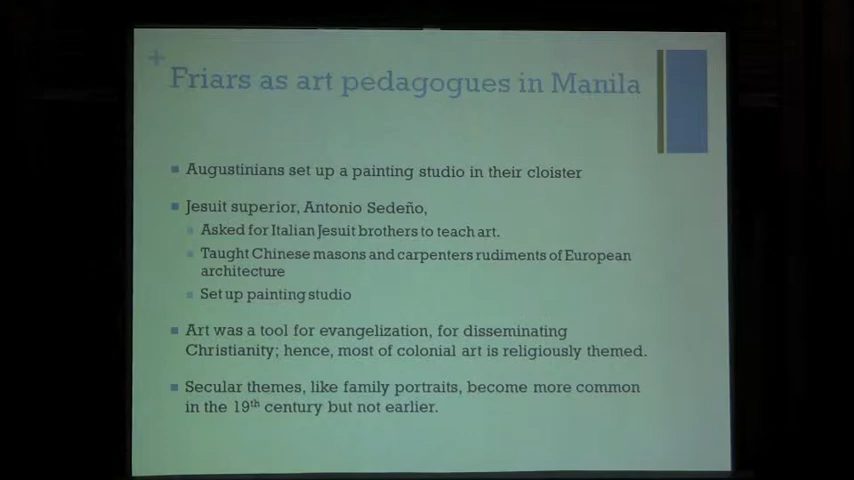 Friars as art pedagogues in Manila
Augustinians set up a painting studio in their cloister
Jesuit superior, Antonio Sedeño,
Asked for Italian Jesuit brothers to teach art.
Taught Chinese masons and carpenters rudiments of European
architecture
Set up painting studio
Art was a tool for evangelization, for disseminating
Christianity; hence, most of colonial art is religiously themed.
Secular themes, like family portraits, become more common
in the 19th century but not earlier.